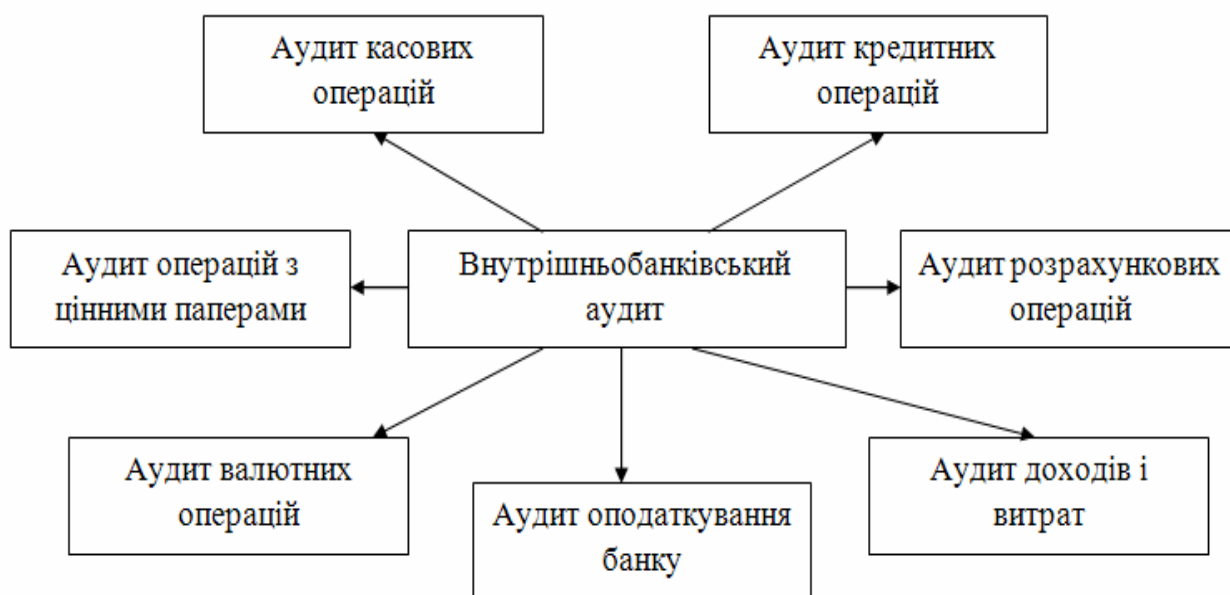 Аудит касових
операцій
Аудит кредитних
операцій
Аудит операцій з
цінними паперами
Внутрішньобанківський
аудит
Аудит розрахункових
операцій
Аудит валютних
операцій
Аудит оподаткування
банку
Аудит доходів і
витрат